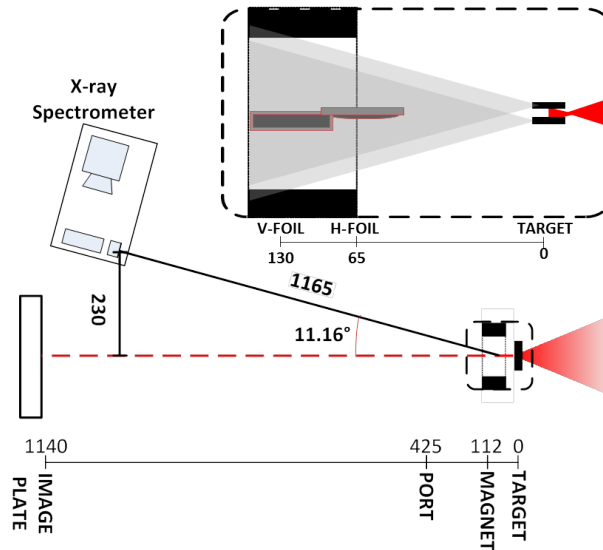 X-ray
Spectrometer
V-FOIL
H-FOIL
TARGET
130
65
0
1165
230
11.16°
1140
425
112
0
IMAGE
PLATE
PORT
MAGNET
TARGET